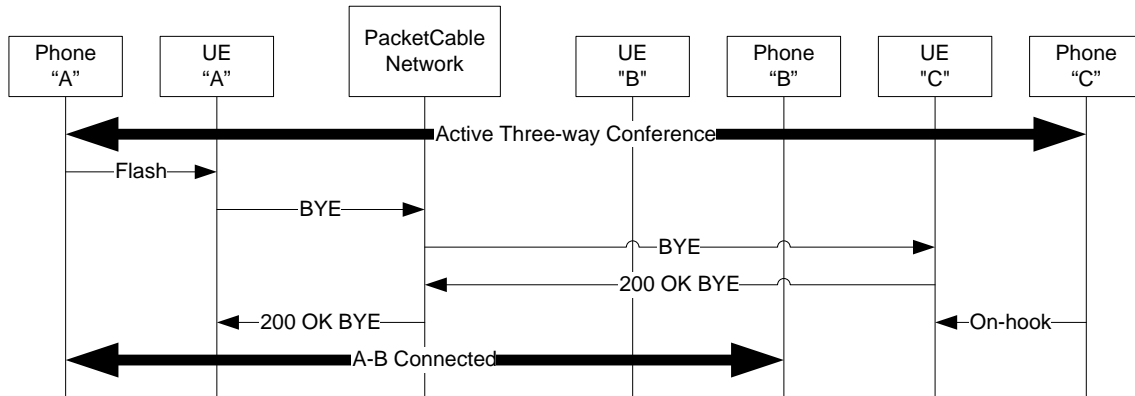 Phone
“A”
UE
“A”
PacketCable
Network
UE
"B"
Phone
“B”
UE
"C"
Phone
“C”
Active Three-way Conference
Flash
BYE
BYE
200 OK BYE
200 OK BYE
On-hook
A-B Connected